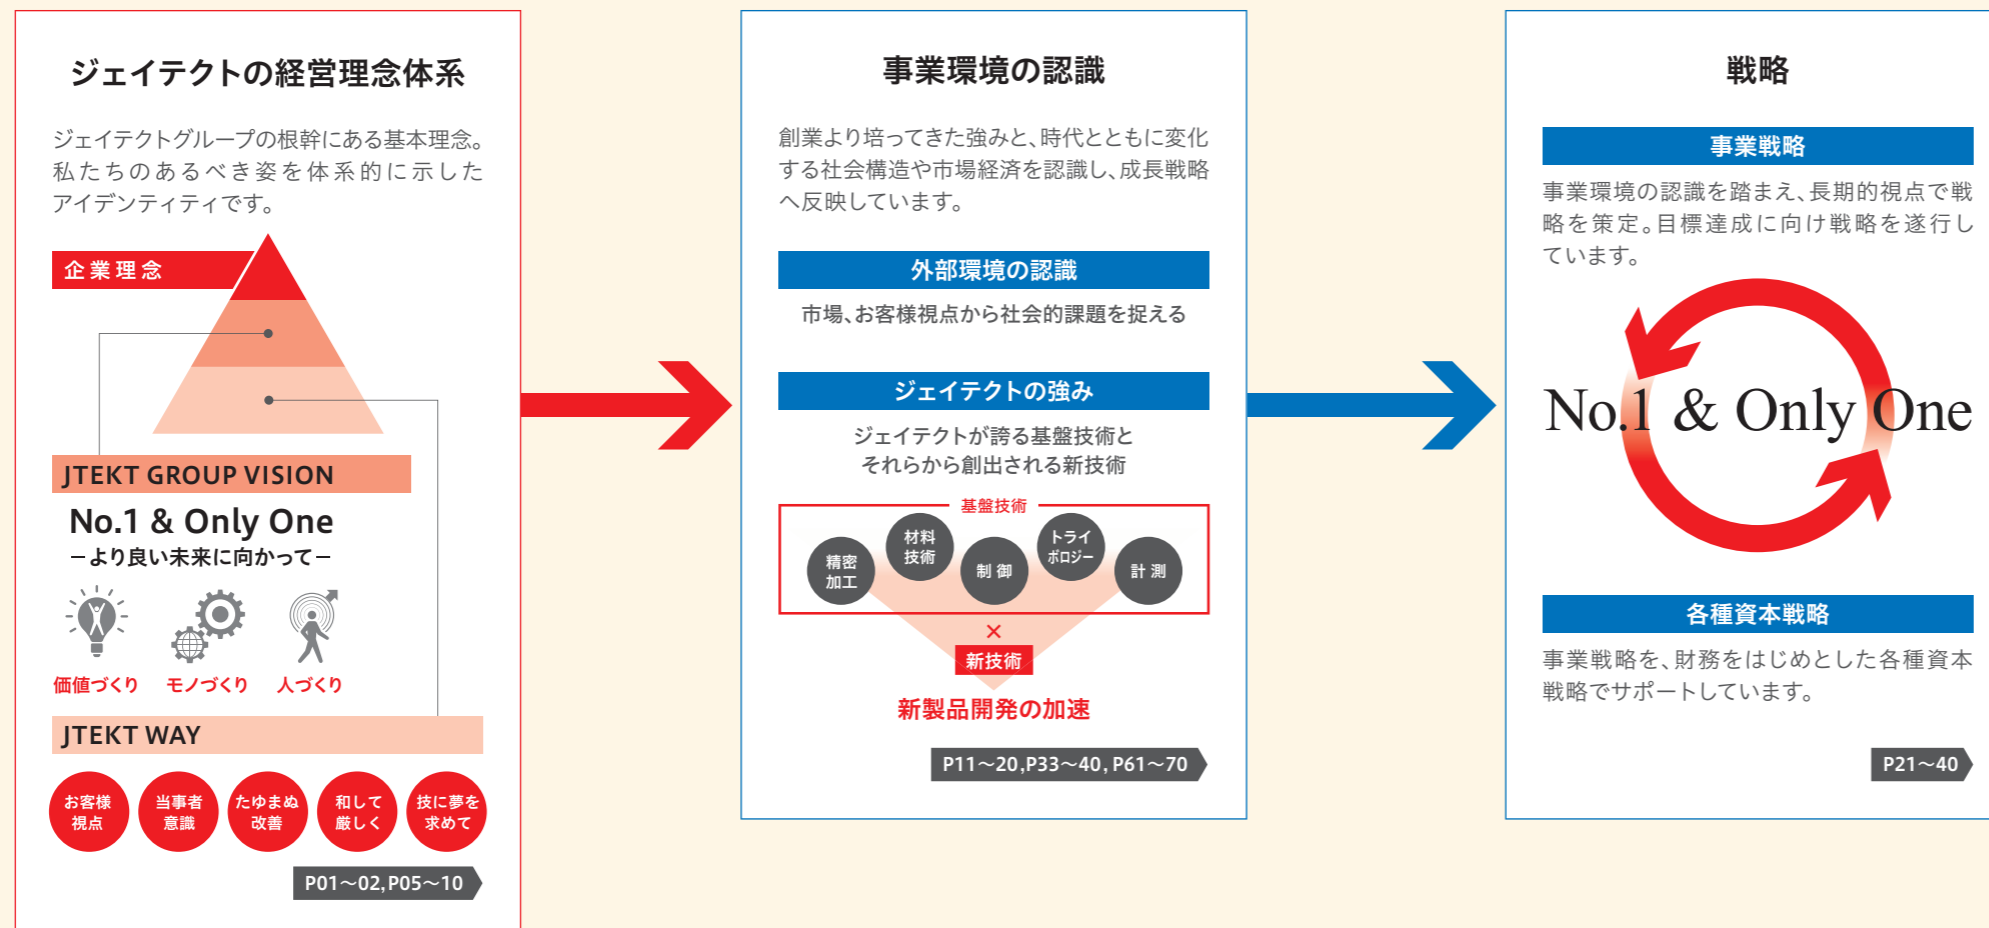 ジェイテクトの経営理念体系
ジェイテクトグループの根幹にある基本理念。
私たちのあるべき姿を体系的に示した
アイデンティティです。
企業理念
JTEKT GROUP VISION
No.1 & Only One
－より良い未来に向かって－
価値づくり
モノづくり
人づくり
JTEKT WAY
お客様
視点
当事者
意識
たゆまぬ
改善
和して
厳しく
技に夢を
求めて
P01～02,P05～10
事業環境の認識
創業より培ってきた強みと、時代とともに変化
する社会構造や市場経済を認識し、成長戦略
へ反映しています。
外部環境の認識
市場、お客様視点から社会的課題を捉える
ジェイテクトの強み
ジェイテクトが誇る基盤技術と
それらから創出される新技術
基盤技術
精密
加工
材料
技術
制御
トライ
ボロジー
計測
×
新技術
新製品開発の加速
P11～20,P33～40,P61～70
戦略
事業戦略
事業環境の認識を踏まえ、長期的視点で戦
略を策定。目標達成に向け戦略を遂行し
ています。
No.1 & Only One
各種資本戦略
事業戦略を、財務をはじめとした各種資本
戦略でサポートしています。
P21～40